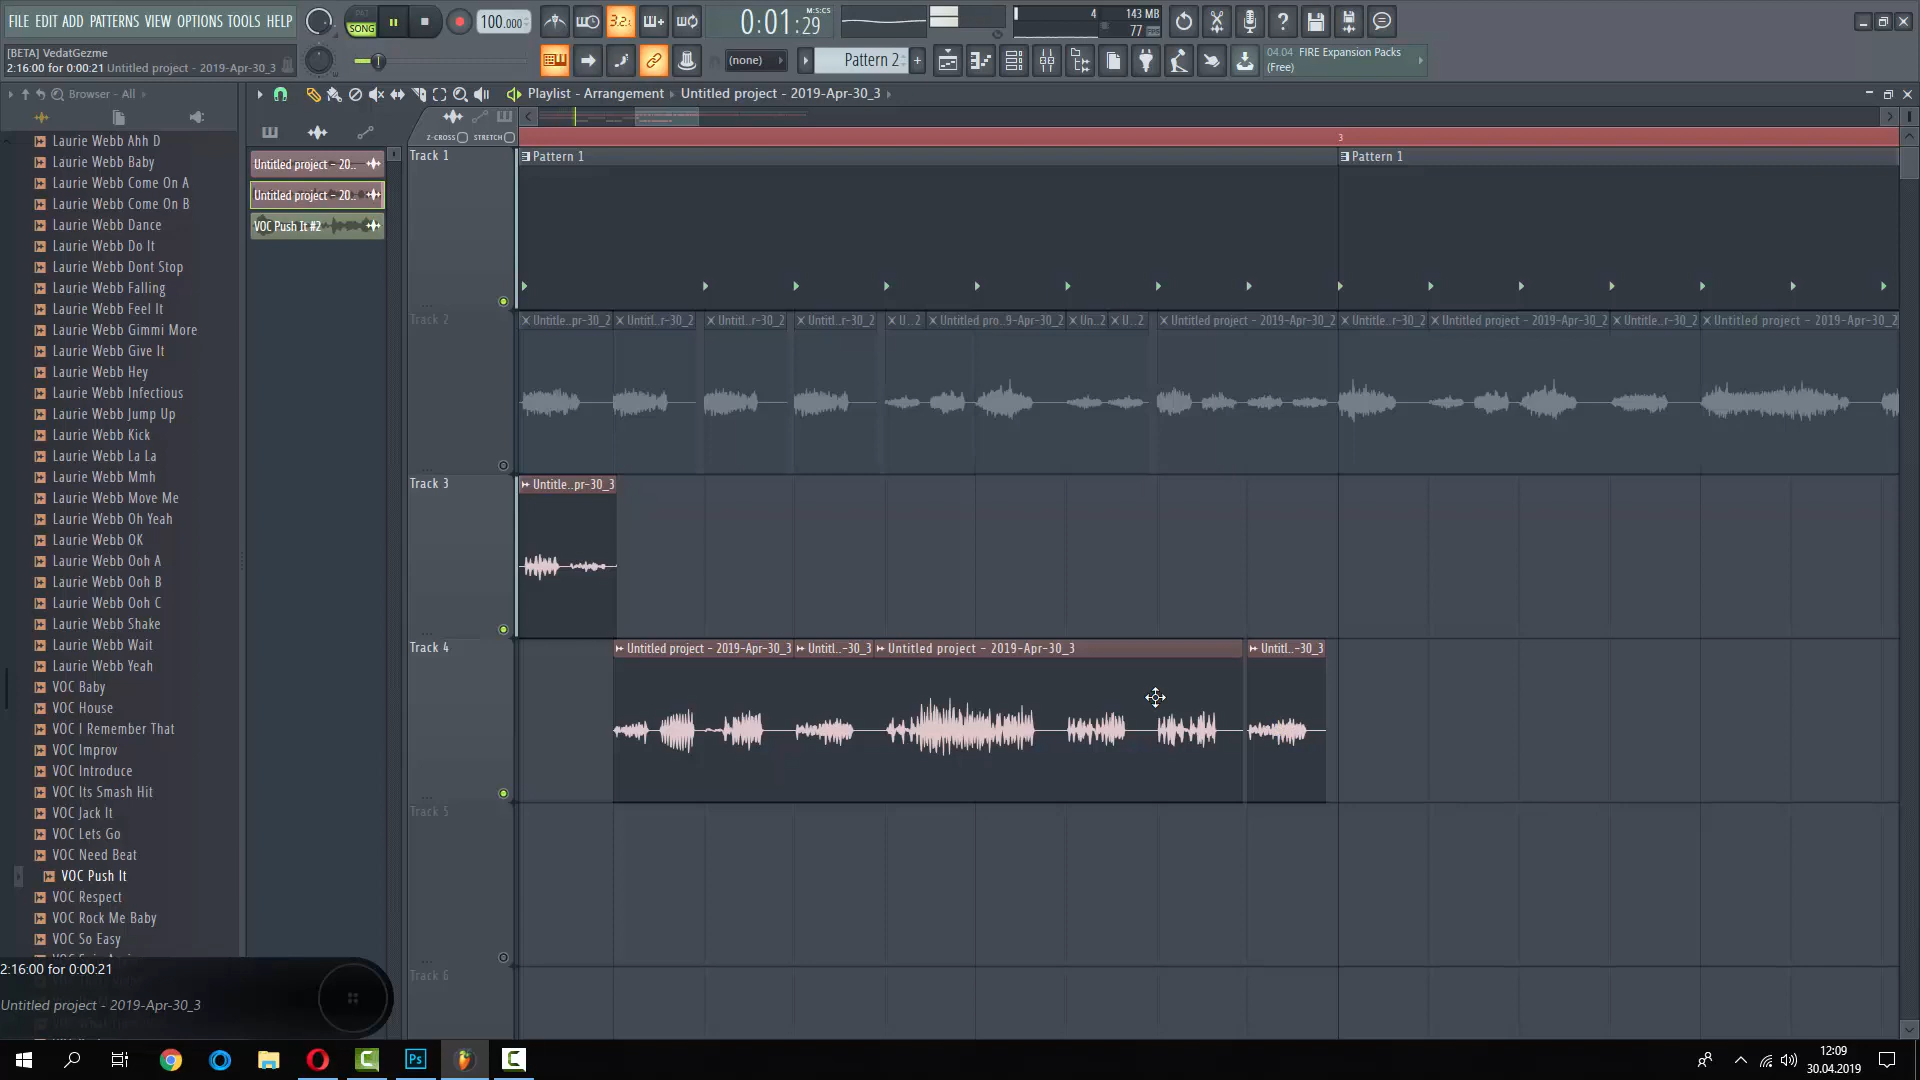 FILE EDIT ADD PATTERNS VIEW OPTIONS TOOLS HELP
PAT
SONG
100.000
3.2.
0:01:29
M:S:CS
4
143 MB
77
[BETA] VedatGezme
2:16:00 for 0:00:21 Untitled project - 2019-Apr-30_3
(none)
Pattern 2
04.04 FIRE Expansion Packs
(Free)
Browser - All
Playlist - Arrangement
Untitled project - 2019-Apr-30_3
Z-CROSS
STRETCH
3
Laurie Webb Ahh D
Laurie Webb Baby
Laurie Webb Come On A
Laurie Webb Come On B
Laurie Webb Dance
Laurie Webb Do It
Laurie Webb Dont Stop
Laurie Webb Falling
Laurie Webb Feel It
Laurie Webb Gimmi More
Laurie Webb Give It
Laurie Webb Hey
Laurie Webb Infectious
Laurie Webb Jump Up
Laurie Webb Kick
Laurie Webb La La
Laurie Webb Mmh
Laurie Webb Move Me
Laurie Webb Oh Yeah
Laurie Webb OK
Laurie Webb Ooh A
Laurie Webb Ooh B
Laurie Webb Ooh C
Laurie Webb Shake
Laurie Webb Wait
Laurie Webb Yeah
VOC Baby
VOC House
VOC I Remember That
VOC Improv
VOC Introduce
VOC Its Smash Hit
VOC Jack It
VOC Lets Go
VOC Need Beat
VOC Push It
VOC Respect
VOC Rock Me Baby
VOC So Easy
2:16:00 for 0:00:21
Untitled project - 2019-Apr-30_3
Untitled project - 20..
Untitled project - 20..
VOC Push It #2
Track 1
Pattern 1
Pattern 1
Track 2
Untitle..pr-30_2
Untitl..r-30_2
Untitl..r-30_2
Untitl..r-30_2
U..2
Untitled pro..9-Apr-30_2
Un..2
U..2
Untitled project - 2019-Apr-30_2
Untitle..r-30_2
Untitled project - 2019-Apr-30_2
Untitle..r-30_2
Untitled project - 2019-Apr-30_2
Track 3
Untitle..pr-30_3
Track 4
Untitled project - 2019-Apr-30_3
Untitl..-30_3
Untitled project - 2019-Apr-30_3
Untitl..-30_3
Track 5
Track 6
Ps
12:09
30.04.2019